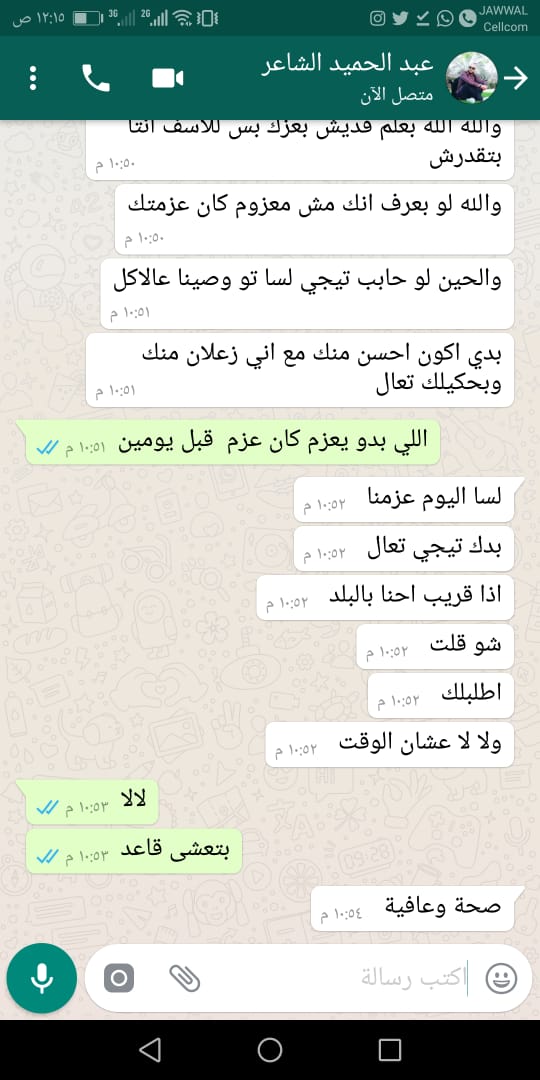 ١٢:١٥ ص
3G
2G
JAWWAL
Cellcom
عبد الحميد الشاعر
متصل الآن
والله الله بعلم قديش بعزك بس للأسف انتا
بتقدرش
١٠:٥٠ م
والله لو بعرف انك مش معزوم كان عزمتك
١٠:٥٠ م
والحين لو حابب تيجي لسا تو وصينا عالاكل
١٠:٥١ م
بدي اكون احسن منك مع اني زعلان منك
وبحكيلك تعال
١٠:٥١ م
اللي بدو يعزم كان عزم قبل يومين ١٠:٥١ م
لسا اليوم عزمنا ١٠:٥٢ م
بدك تيجي تعال ١٠:٥٢ م
اذا قريب احنا بالبلد ١٠:٥٢ م
شو قلت ١٠:٥٢ م
اطلبلك ١٠:٥٢ م
ولا لا عشان الوقت ١٠:٥٢ م
لالا ١٠:٥٣ م
بتعشى قاعد ١٠:٥٣ م
صحة وعافية ١٠:٥٤ م
اكتب رسالة